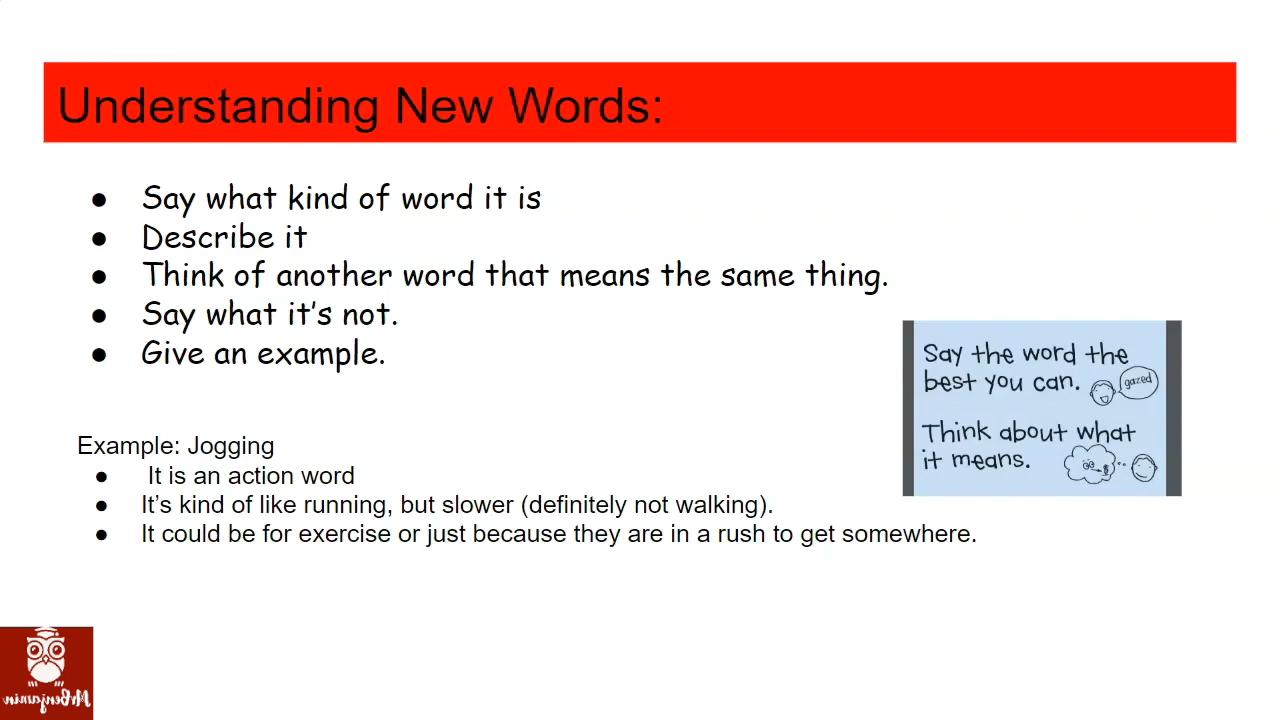 Understanding New Words:
● Say what kind of word it is
● Describe it
● Think of another word that means the same thing.
● Say what it's not.
● Give an example.
Say the word the
best you can.
gazed
Think about what
it means.
Example: Jogging
● It is an action word
● It's kind of like running, but slower (definitely not walking).
● It could be for exercise or just because they are in a rush to get somewhere.
MrBenjamin